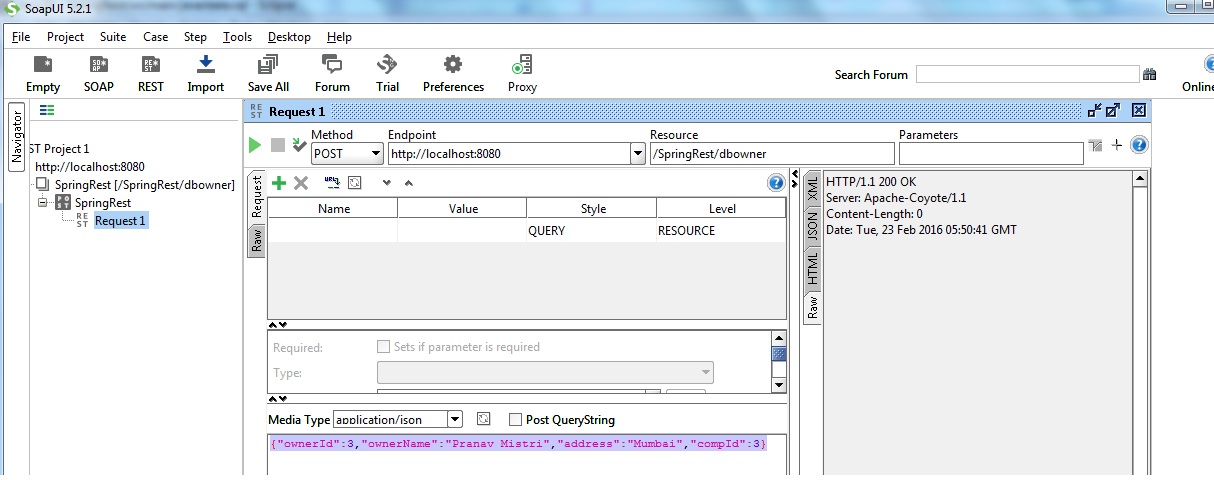 SoapUI 5.2.1
File Project Suite Case Step Tools Desktop Help
Empty SOAP REST Import Save All Forum Trial Preferences Proxy
Search Forum
Online
Navigator
ST Project 1
http://localhost:8080
SpringRest [/SpringRest/dbowner]
SpringRest
REST Request 1
REST Request 1
Method Endpoint Resource Parameters
POST http://localhost:8080 /SpringRest/dbowner
Request
Raw
Name Value Style Level
QUERY RESOURCE
Required: Sets if parameter is required
Type:
Media Type application/json Post QueryString
{"ownerId":3,"ownerName":"Pranav Mistri","address":"Mumbai","compId":3}
XML
JSON
HTML
Raw
HTTP/1.1 200 OK
Server: Apache-Coyote/1.1
Content-Length: 0
Date: Tue, 23 Feb 2016 05:50:41 GMT